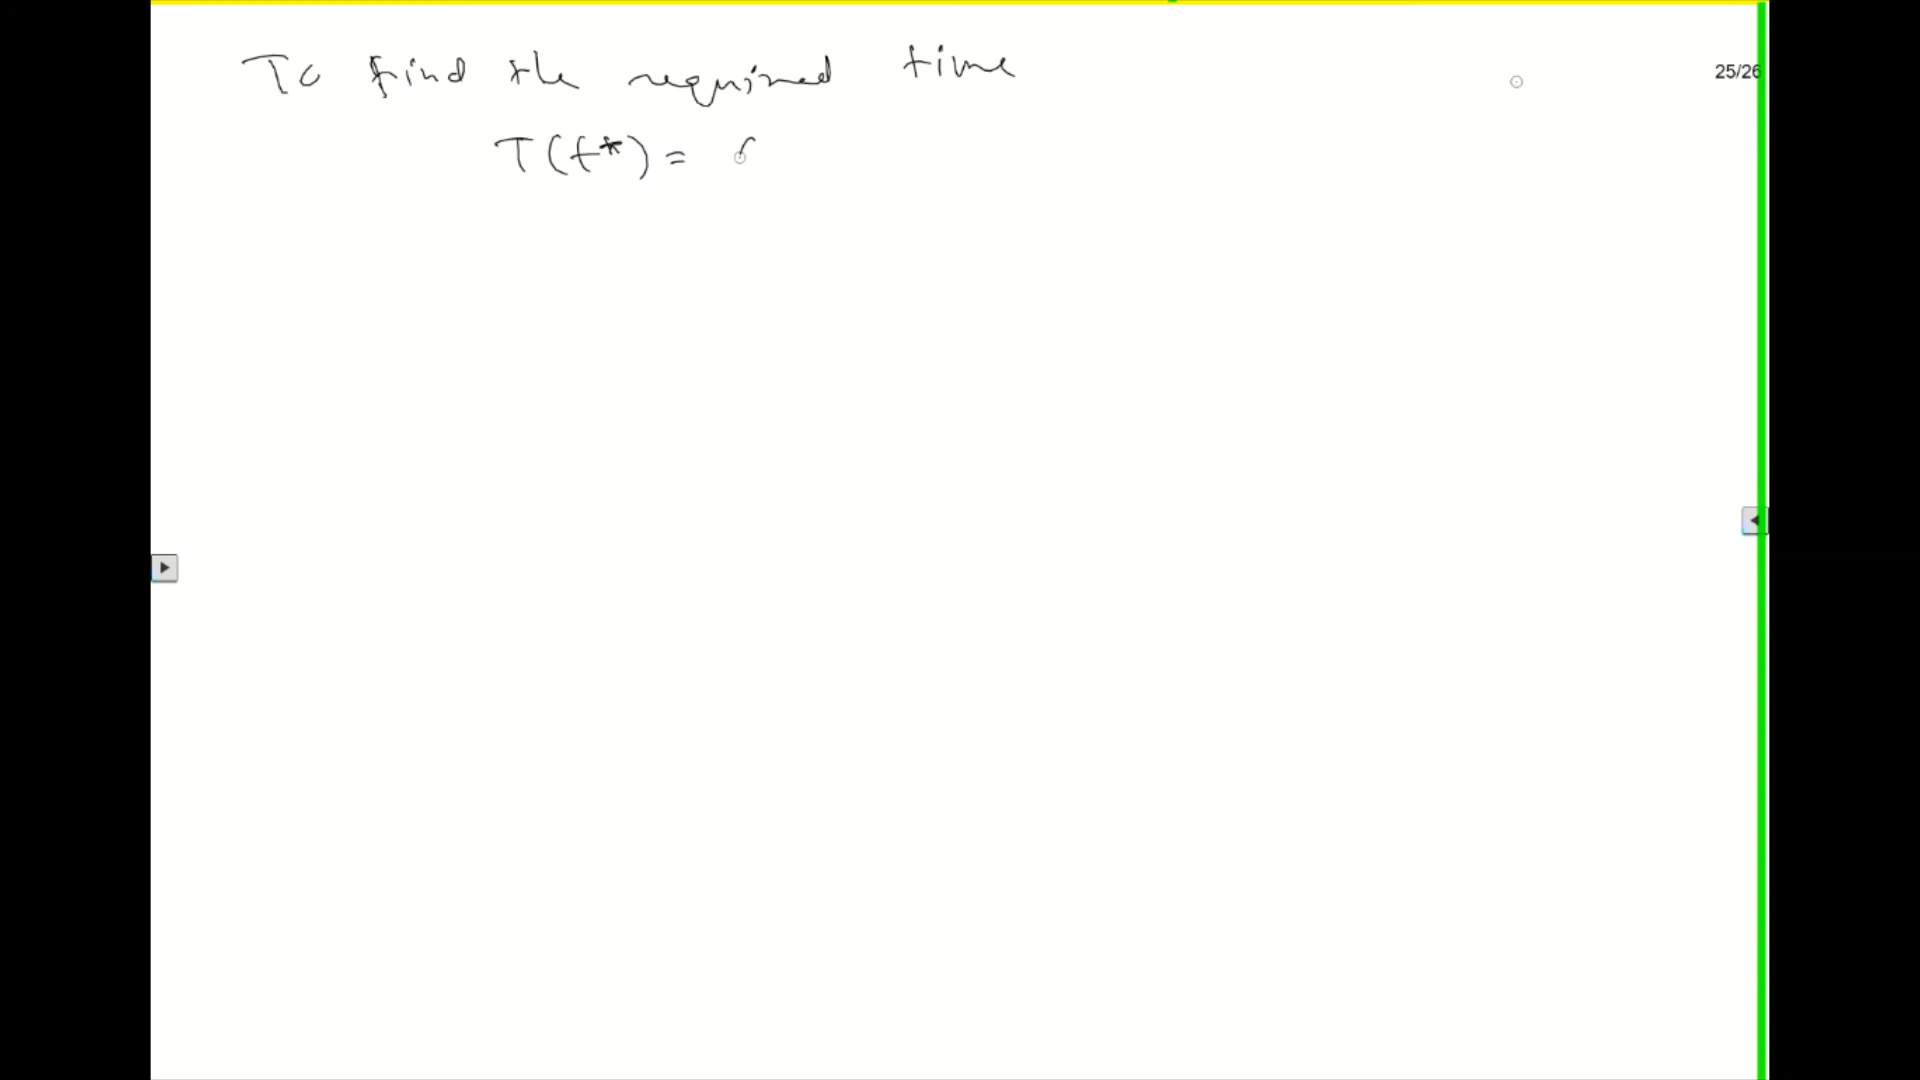 To find the required time
25/26
T(t*) =